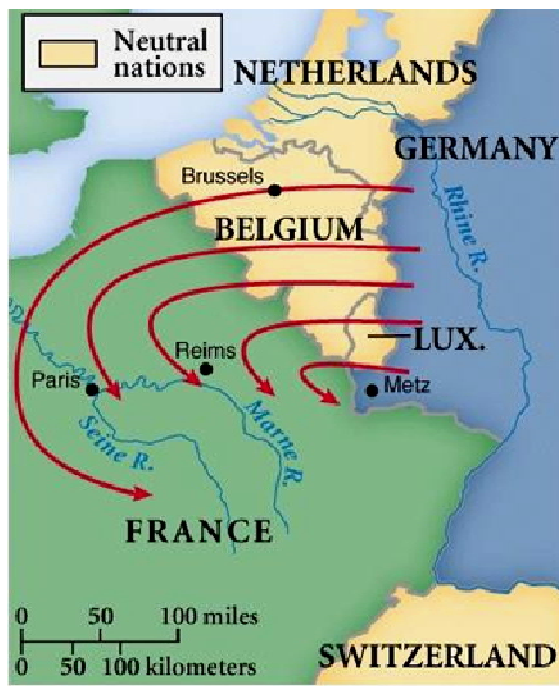 Neutral
nations
NETHERLANDS
GERMANY
Brussels
Rhine R.
BELGIUM
LUX.
Reims
Paris
Metz
Marne R.
Seine R.
FRANCE
0 50 100 miles
0 50 100 kilometers
SWITZERLAND